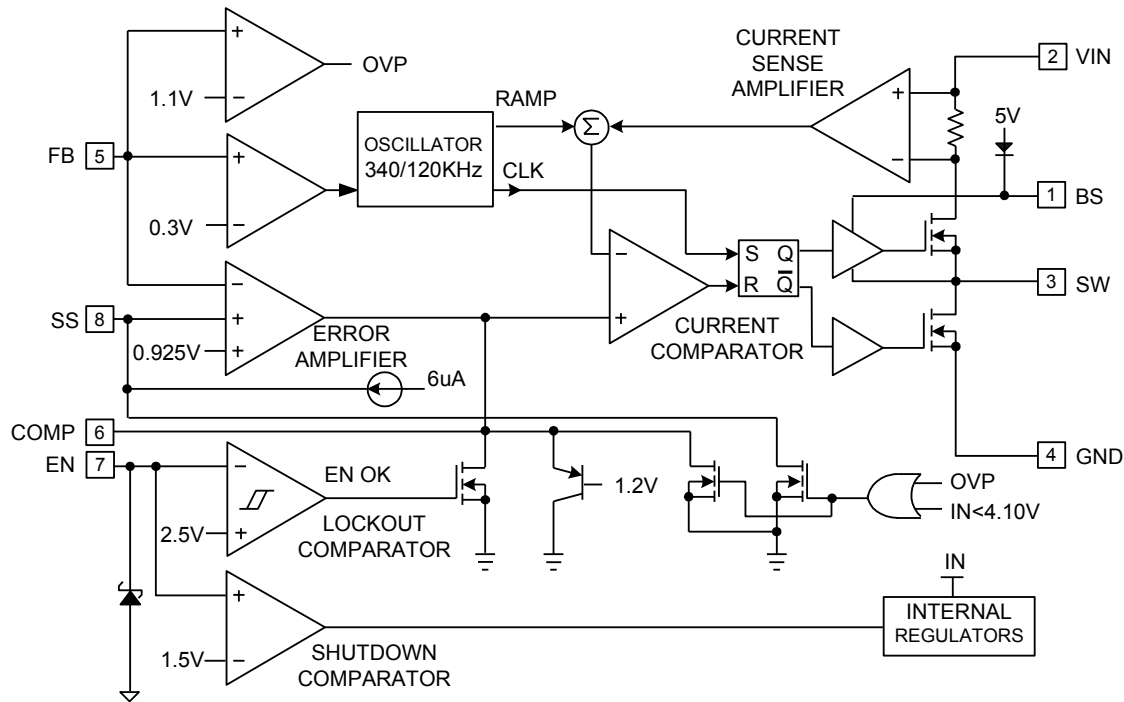 CURRENT
SENSE
AMPLIFIER
2 VIN
+
OVP
1.1V
−
RAMP
Σ
+
−
5V
OSCILLATOR
340/120KHz
FB 5
+
CLK
0.3V
−
1 BS
S Q
R Q̅
−
+
CURRENT
COMPARATOR
3 SW
−
SS 8
+
0.925V
+
ERROR
AMPLIFIER
6uA
COMP 6
EN 7
−
EN OK
2.5V
+
LOCKOUT
COMPARATOR
1.2V
4 GND
OVP
IN<4.10V
IN
INTERNAL
REGULATORS
+
1.5V
−
SHUTDOWN
COMPARATOR